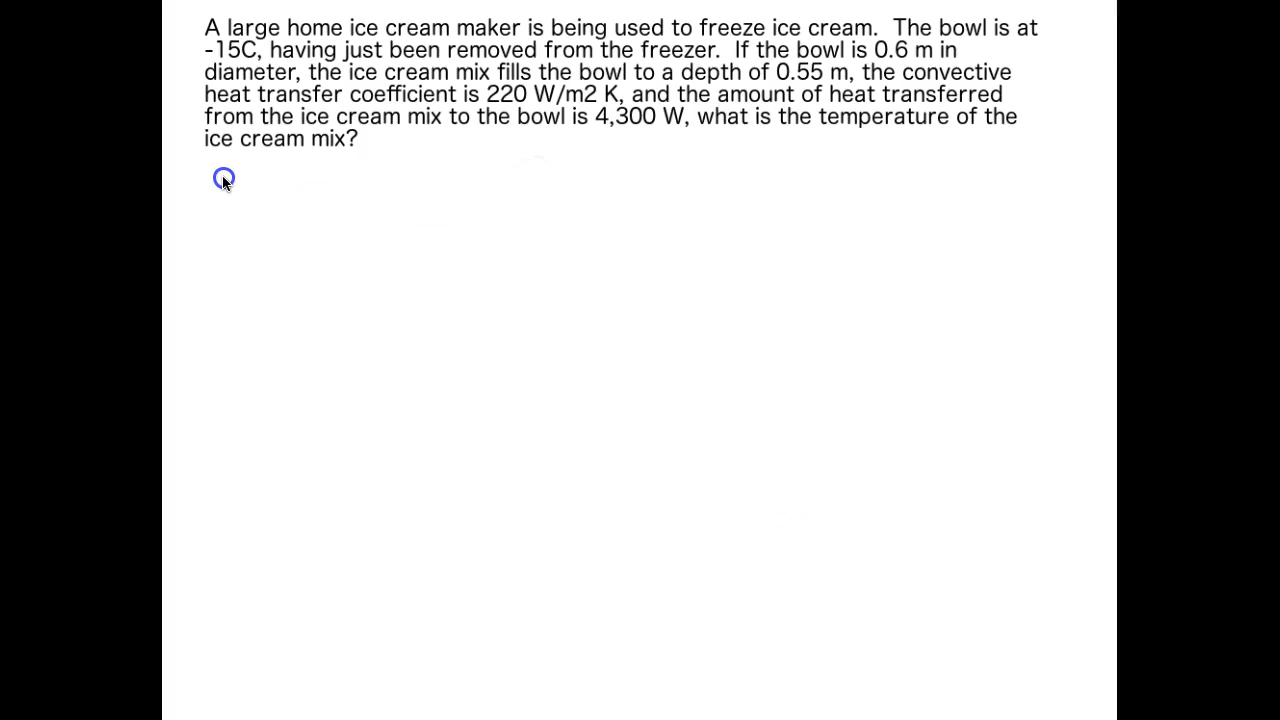 A large home ice cream maker is being used to freeze ice cream.  The bowl is at
-15C, having just been removed from the freezer.  If the bowl is 0.6 m in
diameter, the ice cream mix fills the bowl to a depth of 0.55 m, the convective
heat transfer coefficient is 220 W/m2 K, and the amount of heat transferred
from the ice cream mix to the bowl is 4,300 W, what is the temperature of the
ice cream mix?